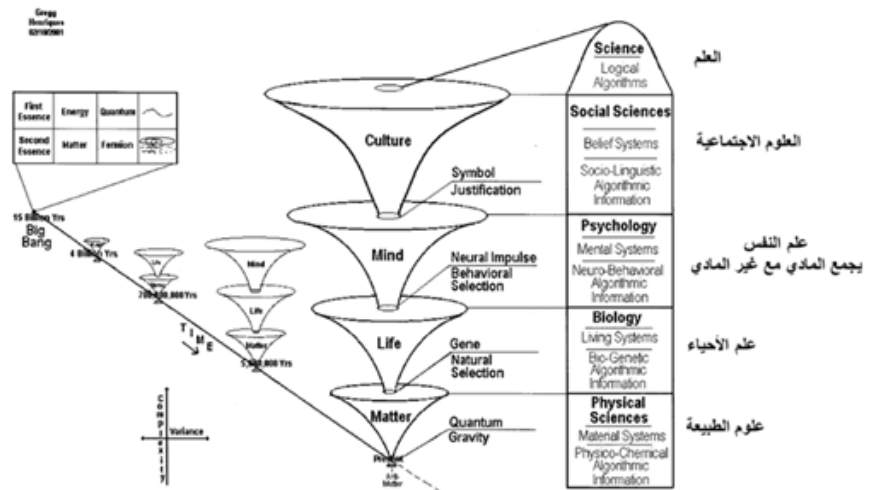 Gregg
Henriques
First Essence Energy Quantum
Second Essence Matter Fermion
15 Billion Yrs
Big
Bang
4 Billion Yrs
Life
Mind
Life
Matter
TIME
Complexity
Variance
Culture
Symbol
Justification
Mind
Neural Impulse
Behavioral
Selection
Life
Gene
Natural
Selection
Matter
Quantum
Gravity
Science
Logical
Algorithms
العلم
Social Sciences
Belief Systems
Socio-Linguistic
Algorithmic
Information
العلوم الاجتماعية
Psychology
Mental Systems
Neuro-Behavioral
Algorithmic
Information
علم النفس
يجمع المادي مع غير المادي
Biology
Living Systems
Bio-Genetic
Algorithmic
Information
علم الأحياء
Physical
Sciences
Material Systems
Physico-Chemical
Algorithmic
Information
علوم الطبيعة